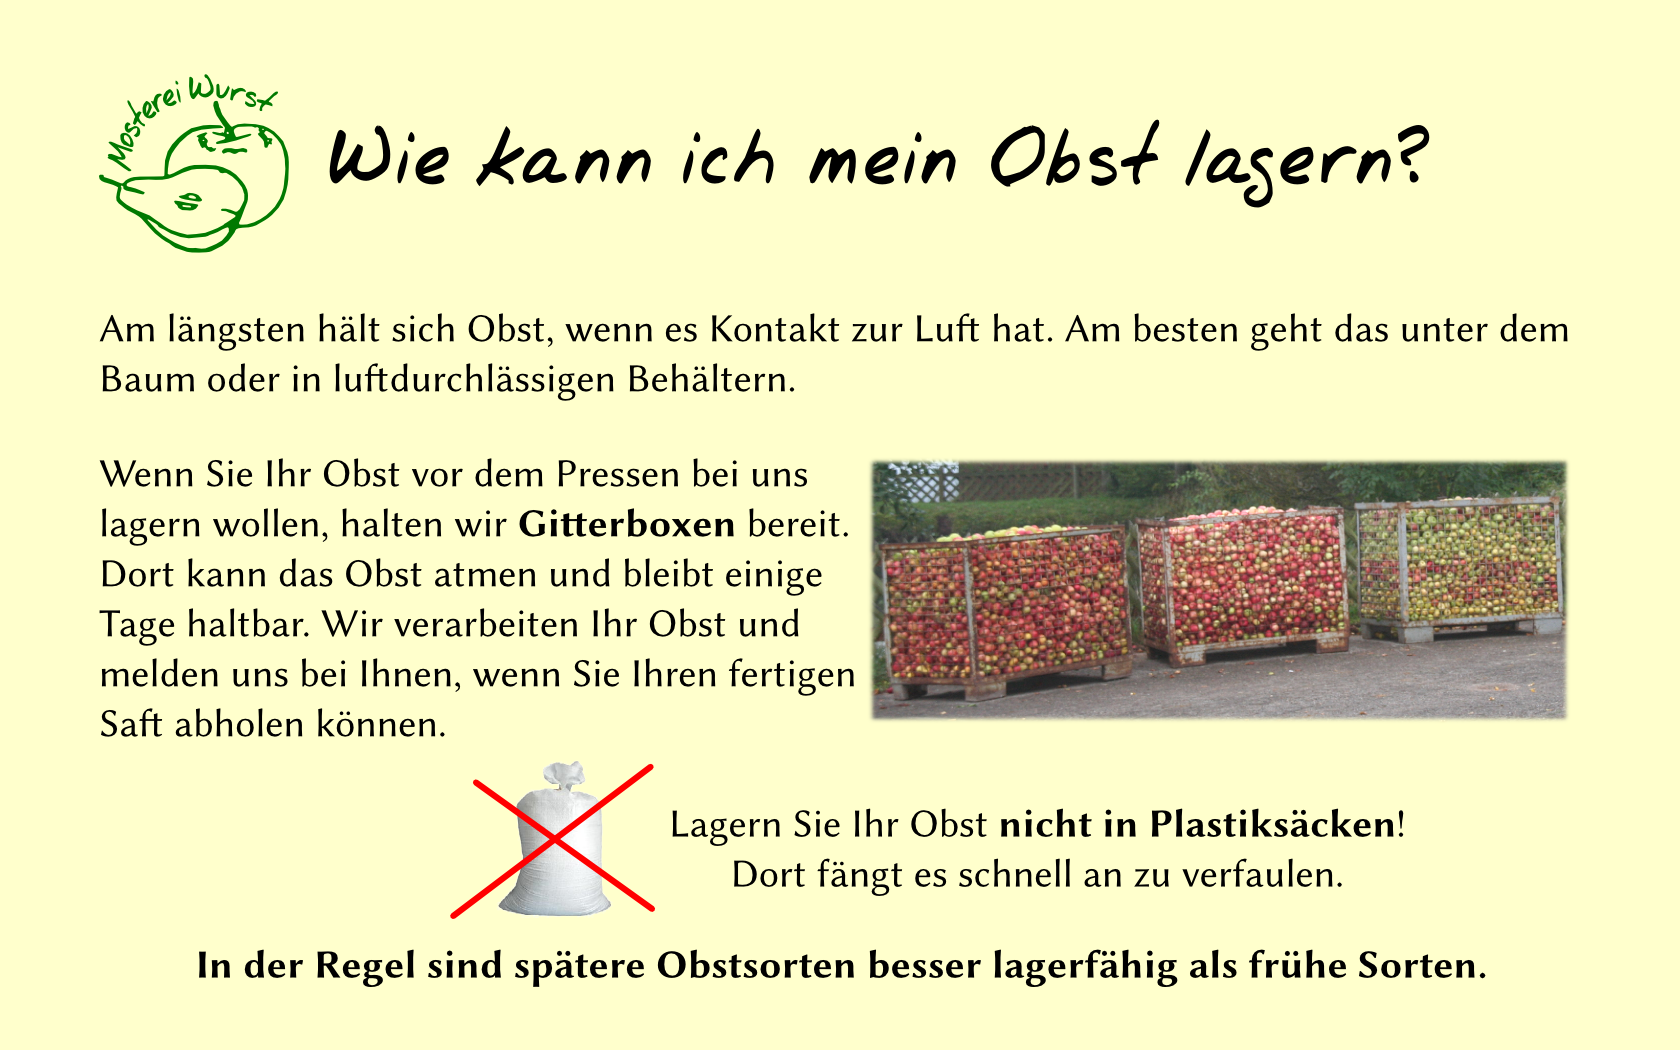 Mosterei Wurst
Wie kann ich mein Obst lagern?
Am längsten hält sich Obst, wenn es Kontakt zur Luft hat. Am besten geht das unter dem
Baum oder in luftdurchlässigen Behältern.
Wenn Sie Ihr Obst vor dem Pressen bei uns
lagern wollen, halten wir Gitterboxen bereit.
Dort kann das Obst atmen und bleibt einige
Tage haltbar. Wir verarbeiten Ihr Obst und
melden uns bei Ihnen, wenn Sie Ihren fertigen
Saft abholen können.
Lagern Sie Ihr Obst nicht in Plastiksäcken!
Dort fängt es schnell an zu verfaulen.
In der Regel sind spätere Obstsorten besser lagerfähig als frühe Sorten.